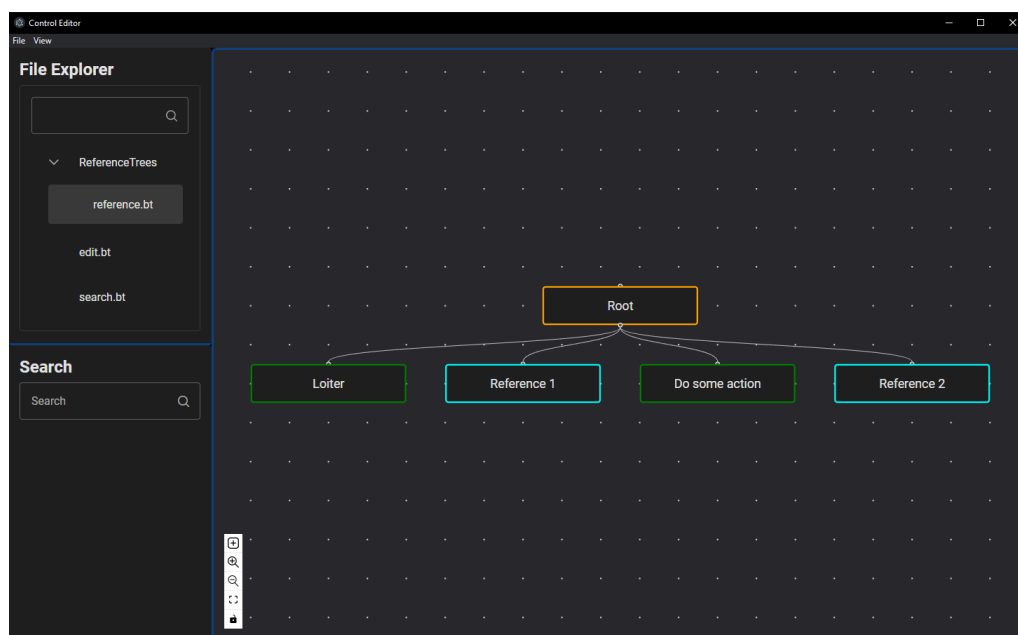 Control Editor
File View
File Explorer
ReferenceTrees
reference.bt
edit.bt
search.bt
Search
Search
Root
Loiter
Reference 1
Do some action
Reference 2